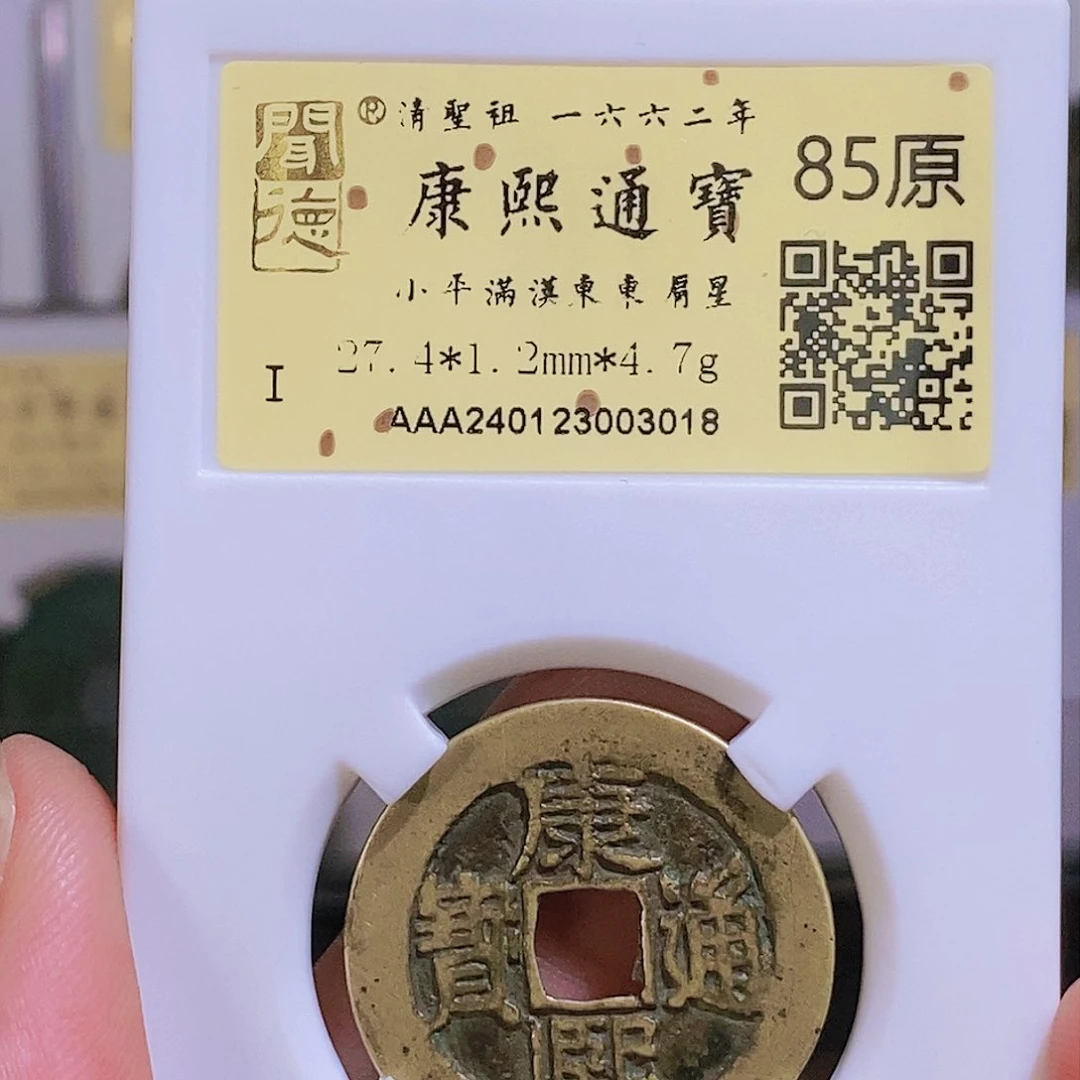 聞德
®清聖祖 一六六二年
康熙通寶
85原
小平滿漢東東肩星
27.4*1.2mm*4.7g
I
AAA240123003018
康
寶 通
熙